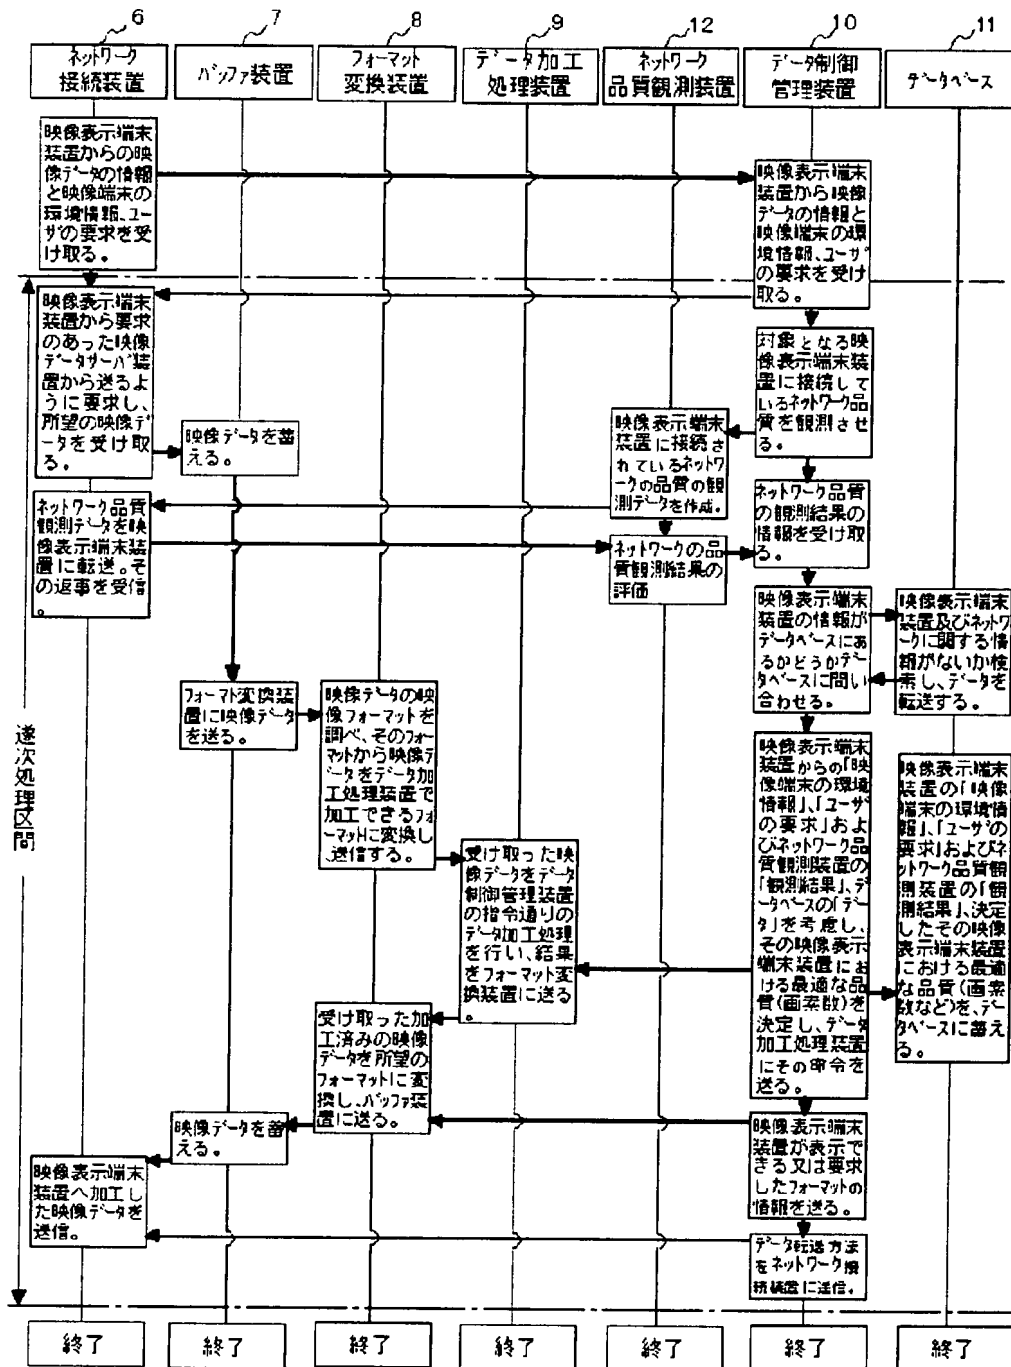 6
7
8
9
12
10
11
ネットワーク
接続装置
バッファ装置
フォーマット
変換装置
データ加工
処理装置
ネットワーク
品質観測装置
データ制御
管理装置
データベース
映像表示端末
装置からの映
像データの情報
と映像端末の
環境情報、ユー
ザの要求を受
け取る。
映像表示端末
装置から映像
データの情報と
映像端末の環
境情報、ユーザ
の要求を受け
取る。
逐次処理区間
映像表示端末
装置から要求
のあった映像
データサーバ装
置から送るよ
うに要求し、
所望の映像デ
ータを受け取
る。
映像データを蓄
える。
対象となる映
像表示端末装
置に接続して
いるネットワーク品
質を観測させ
る。
映像表示端末
装置に接続さ
れているネットワー
クの品質の観
測データを作成。
ネットワーク品質
観測データを映
像表示端末装
置に転送。そ
の返事を受信
。
ネットワークの品
質観測結果の
評価
ネットワーク品質
の観測結果の
情報を受け取
る。
映像表示端末
装置の情報が
データベースにあ
るかどうかデー
タベースに問い
合わせる。
映像表示端末
装置及びネットワ
ークに関する情
報がないか検
索し、データを
転送する。
フォーマト変換装
置に映像データ
を送る。
映像データの映
像フォーマットを
調べ、そのフォー
マットから映像デ
ータをデータ加
工処理装置で
加工できるフォ
ーマットに変換し
、送信する。
受け取った映
像データをデータ
制御管理装置
の指令通りの
データ加工処理
を行い、結果
をフォーマット変
換装置に送る
。
映像表示端末
装置からの「映
像端末の環境
情報」、「ユーザ
の要求」およ
びネットワーク品
質観測装置の
「観測結果」、デ
ータベースの「デー
タ」を考慮し、
その映像表示
端末装置にお
ける最適な品
質(画素数)を
決定し、データ
加工処理装置
にその命令を
送る。
映像表示端末
装置の「映像
端末の環境情
報」、「ユーザの
要求」およびネ
ットワーク品質観
測装置の「観
測結果」、決定
したその映像
表示端末装置
における最適
な品質(画素
数など)を、デー
タベースに蓄え
る。
受け取った加
工済みの映像
データを所望の
フォーマットに変
換し、バッファ装
置に送る。
映像データを蓄
える。
映像表示端末
装置へ加工し
た映像データを
送信。
映像表示端末
装置が表示で
きる又は要求
したフォーマットの
情報を送る。
データ転送方法
をネットワーク接
続装置に送信。
終了
終了
終了
終了
終了
終了
終了